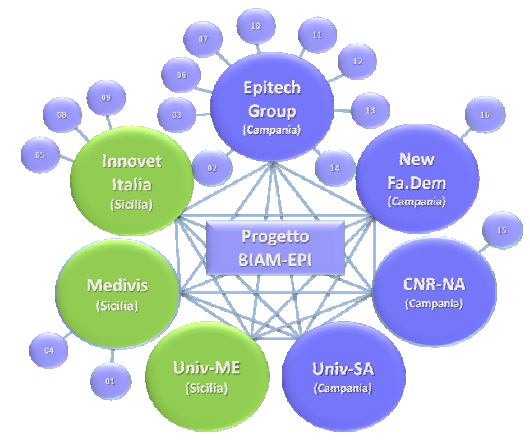 10
11
07
12
06
13
03
02
14
Epitech
Group
(Campania)
09
08
05
Innovet
Italia
(Sicilia)
16
New
Fa.Dem
(Campania)
Progetto
BIAM-EPI
15
CNR-NA
(Campania)
Medivis
(Sicilia)
04
01
Univ-ME
(Sicilia)
Univ-SA
(Campania)